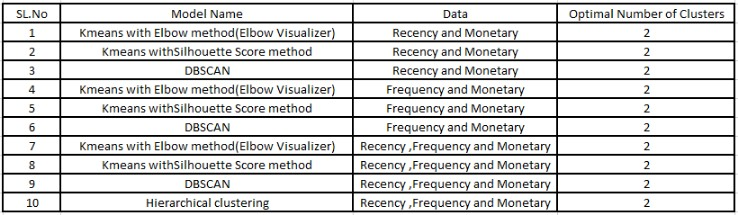 SL.No Model Name Data Optimal Number of Clusters
1 Kmeans with Elbow method(Elbow Visualizer) Recency and Monetary 2
2 Kmeans withSilhouette Score method Recency and Monetary 2
3 DBSCAN Recency and Monetary 2
4 Kmeans with Elbow method(Elbow Visualizer) Frequency and Monetary 2
5 Kmeans withSilhouette Score method Frequency and Monetary 2
6 DBSCAN Frequency and Monetary 2
7 Kmeans with Elbow method(Elbow Visualizer) Recency ,Frequency and Monetary 2
8 Kmeans withSilhouette Score method Recency ,Frequency and Monetary 2
9 DBSCAN Recency ,Frequency and Monetary 2
10 Hierarchical clustering Recency ,Frequency and Monetary 2